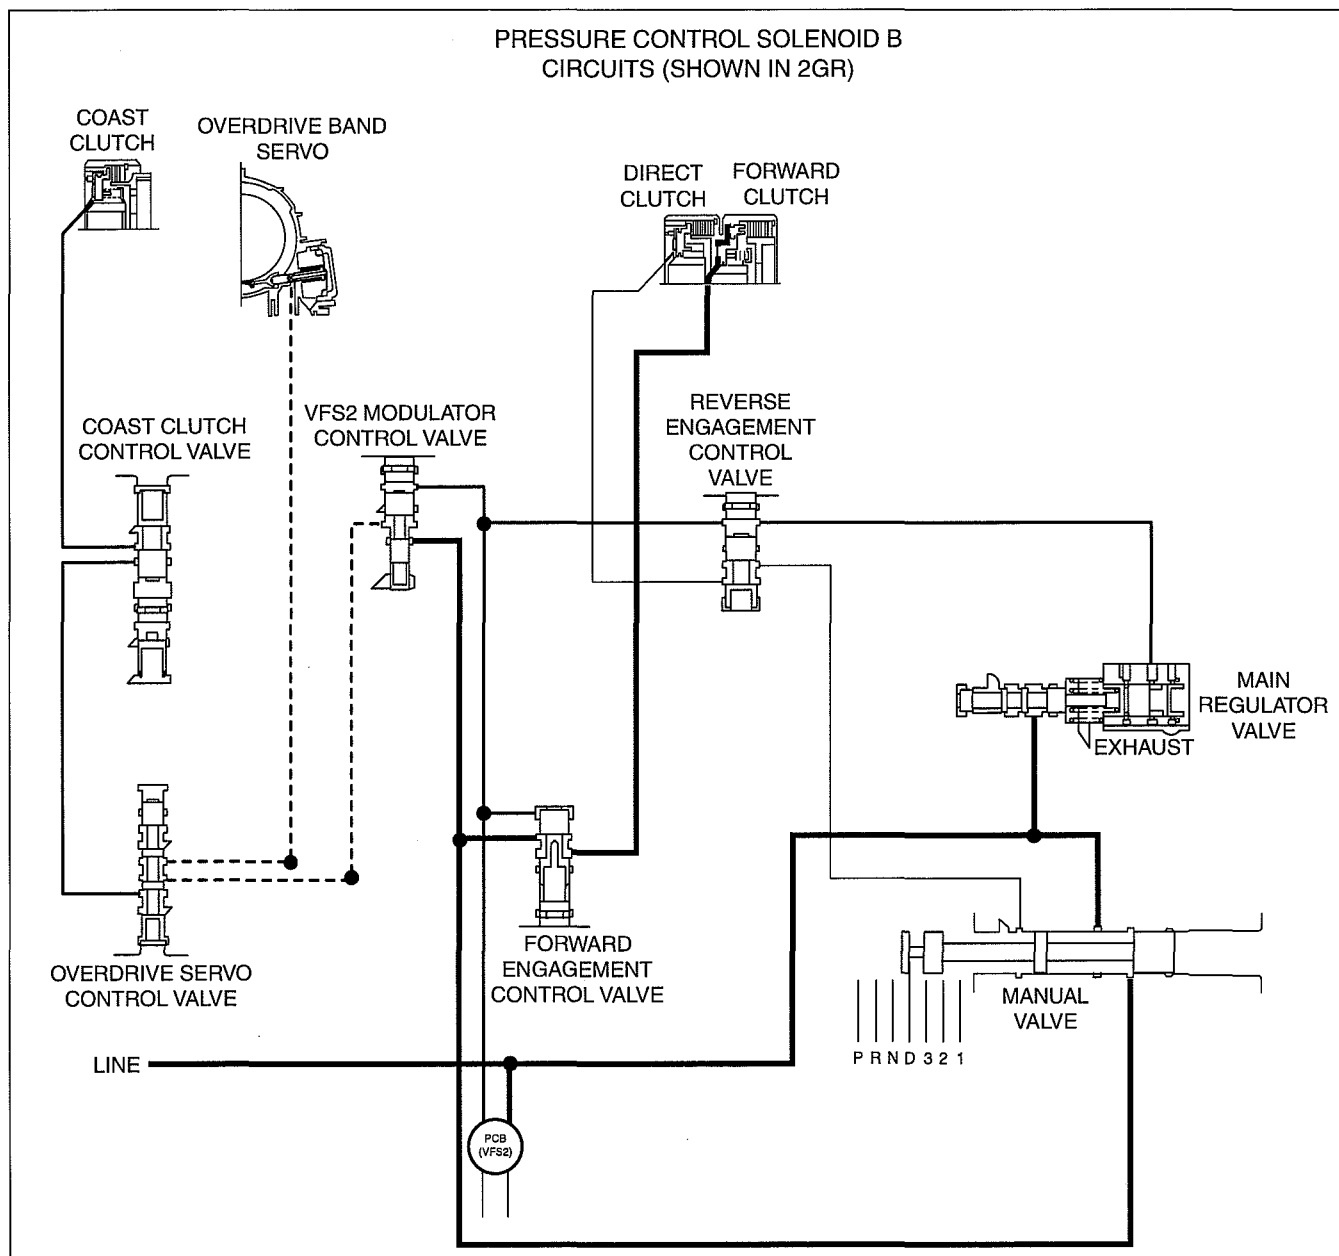 PRESSURE CONTROL SOLENOID B
CIRCUITS (SHOWN IN 2GR)
COAST
CLUTCH
OVERDRIVE BAND
SERVO
DIRECT
CLUTCH
FORWARD
CLUTCH
COAST CLUTCH
CONTROL VALVE
VFS2 MODULATOR
CONTROL VALVE
REVERSE
ENGAGEMENT
CONTROL
VALVE
MAIN
REGULATOR
VALVE
EXHAUST
OVERDRIVE SERVO
CONTROL VALVE
FORWARD
ENGAGEMENT
CONTROL VALVE
MANUAL
VALVE
P R N D 3 2 1
LINE
PCB
(VFS2)